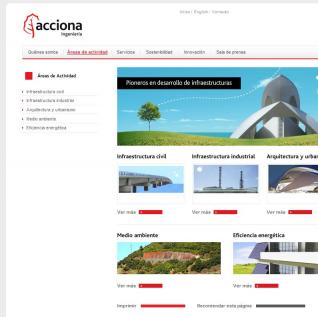 acciona
Ingeniería
Inicio | English | Contacto
Quiénes somos
Áreas de actividad
Servicios
Sostenibilidad
Innovación
Sala de prensa
Áreas de Actividad
Infraestructura civil
Infraestructura industrial
Arquitectura y urbanismo
Medio ambiente
Eficiencia energética
Pioneros en desarrollo de infraestructuras
Infraestructura civil
Infraestructura industrial
Arquitectura y urba
Ver más
Ver más
Ver más
Medio ambiente
Eficiencia energética
Ver más
Ver más
Imprimir
Recomendar esta página